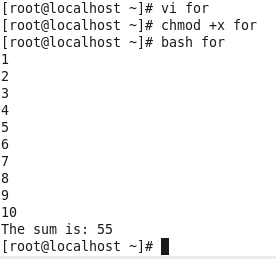 [root@localhost ~]# vi for
[root@localhost ~]# chmod +x for
[root@localhost ~]# bash for
1
2
3
4
5
6
7
8
9
10
The sum is: 55
[root@localhost ~]#